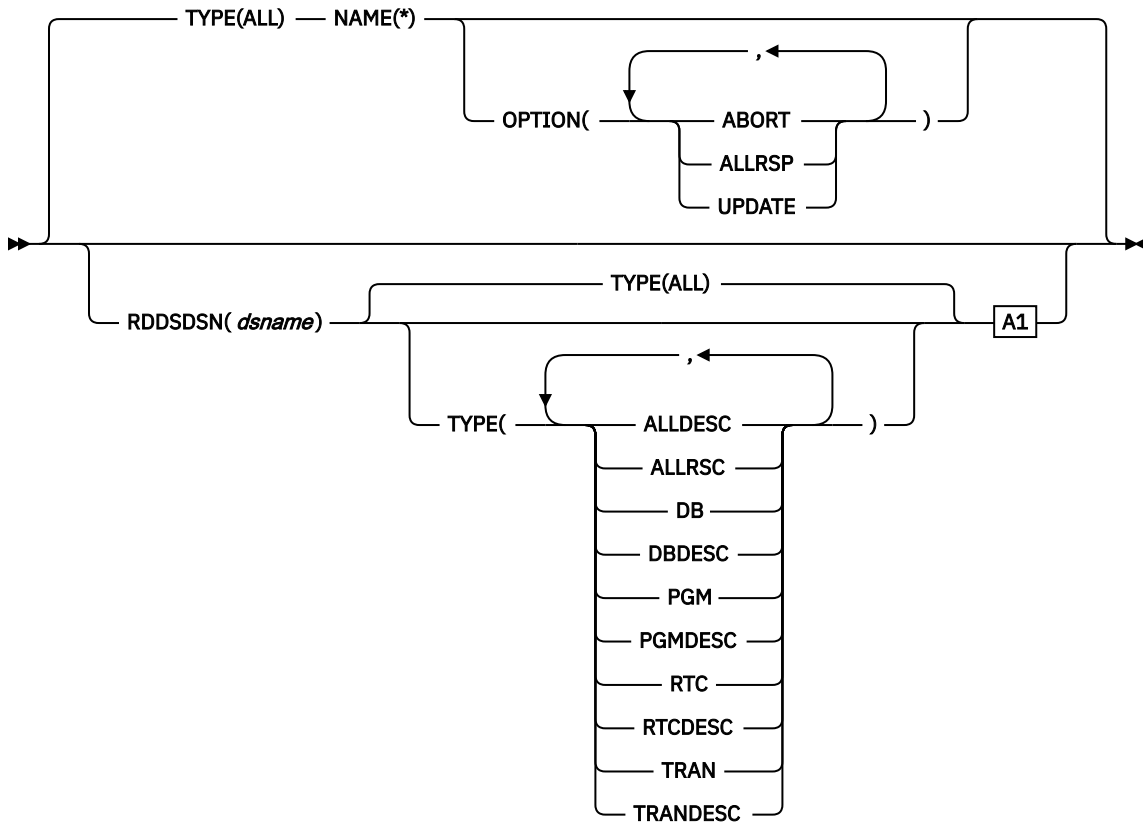 TYPE(ALL) NAME(*)
,
OPTION( ABORT )
ALLRSP
UPDATE
TYPE(ALL)
RDDSDSN( dsname) A1
,
TYPE( ALLDESC )
ALLRSC
DB
DBDESC
PGM
PGMDESC
RTC
RTCDESC
TRAN
TRANDESC